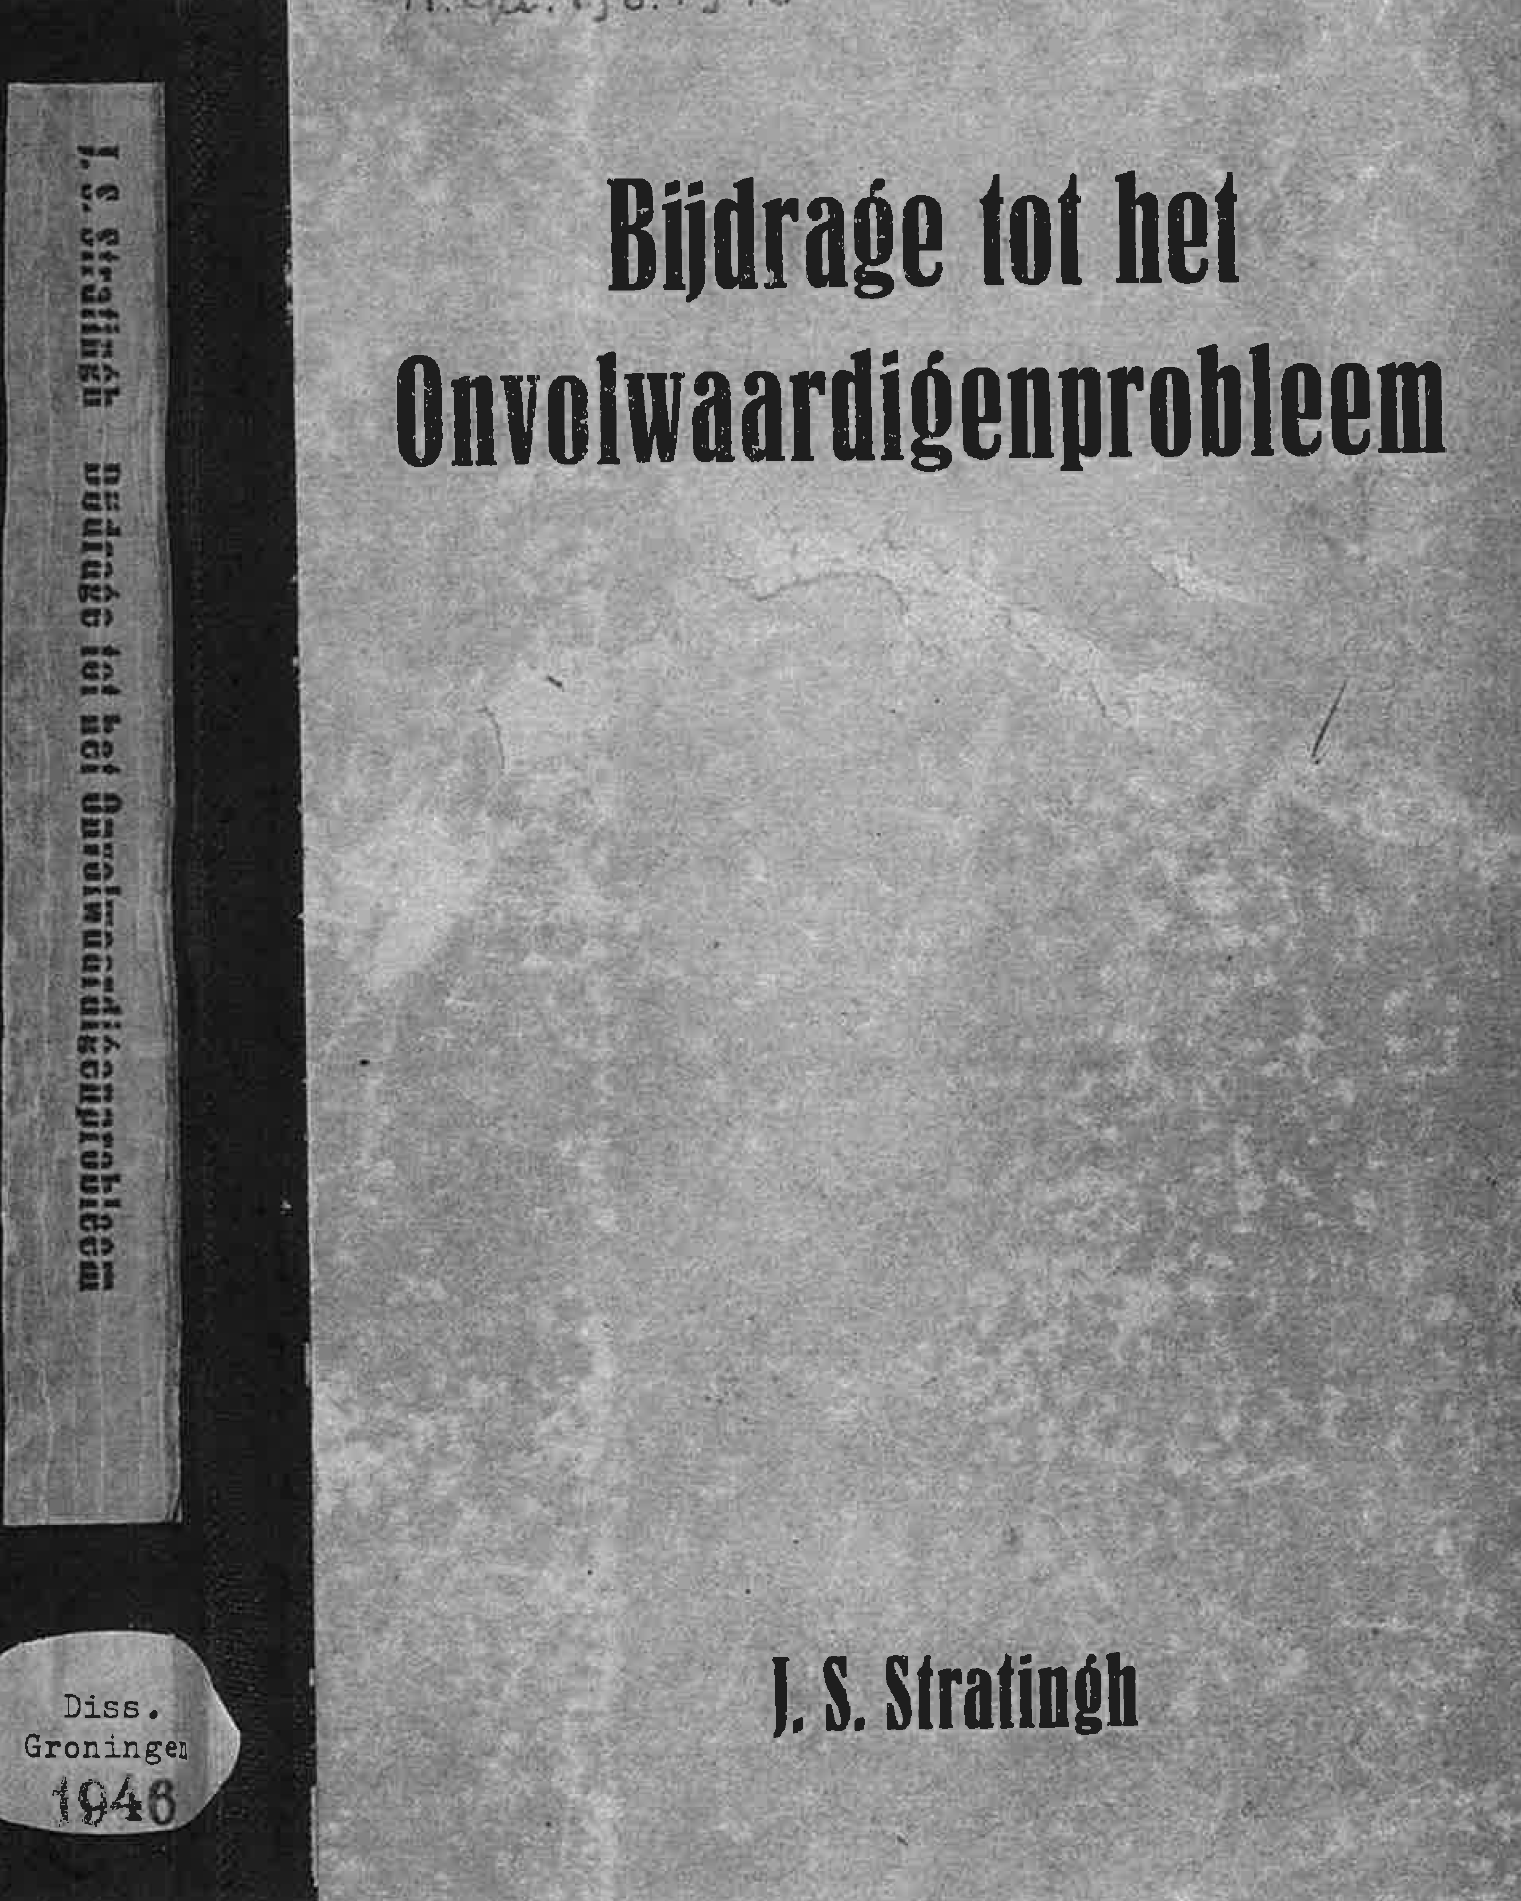 Bijdrage tot het
Onvolwaardigenprobleem
J. S. Stratingh
J. S. Stratingh Bijdrage tot het Onvolwaardigenprobleem
Diss.
Groningen
1946